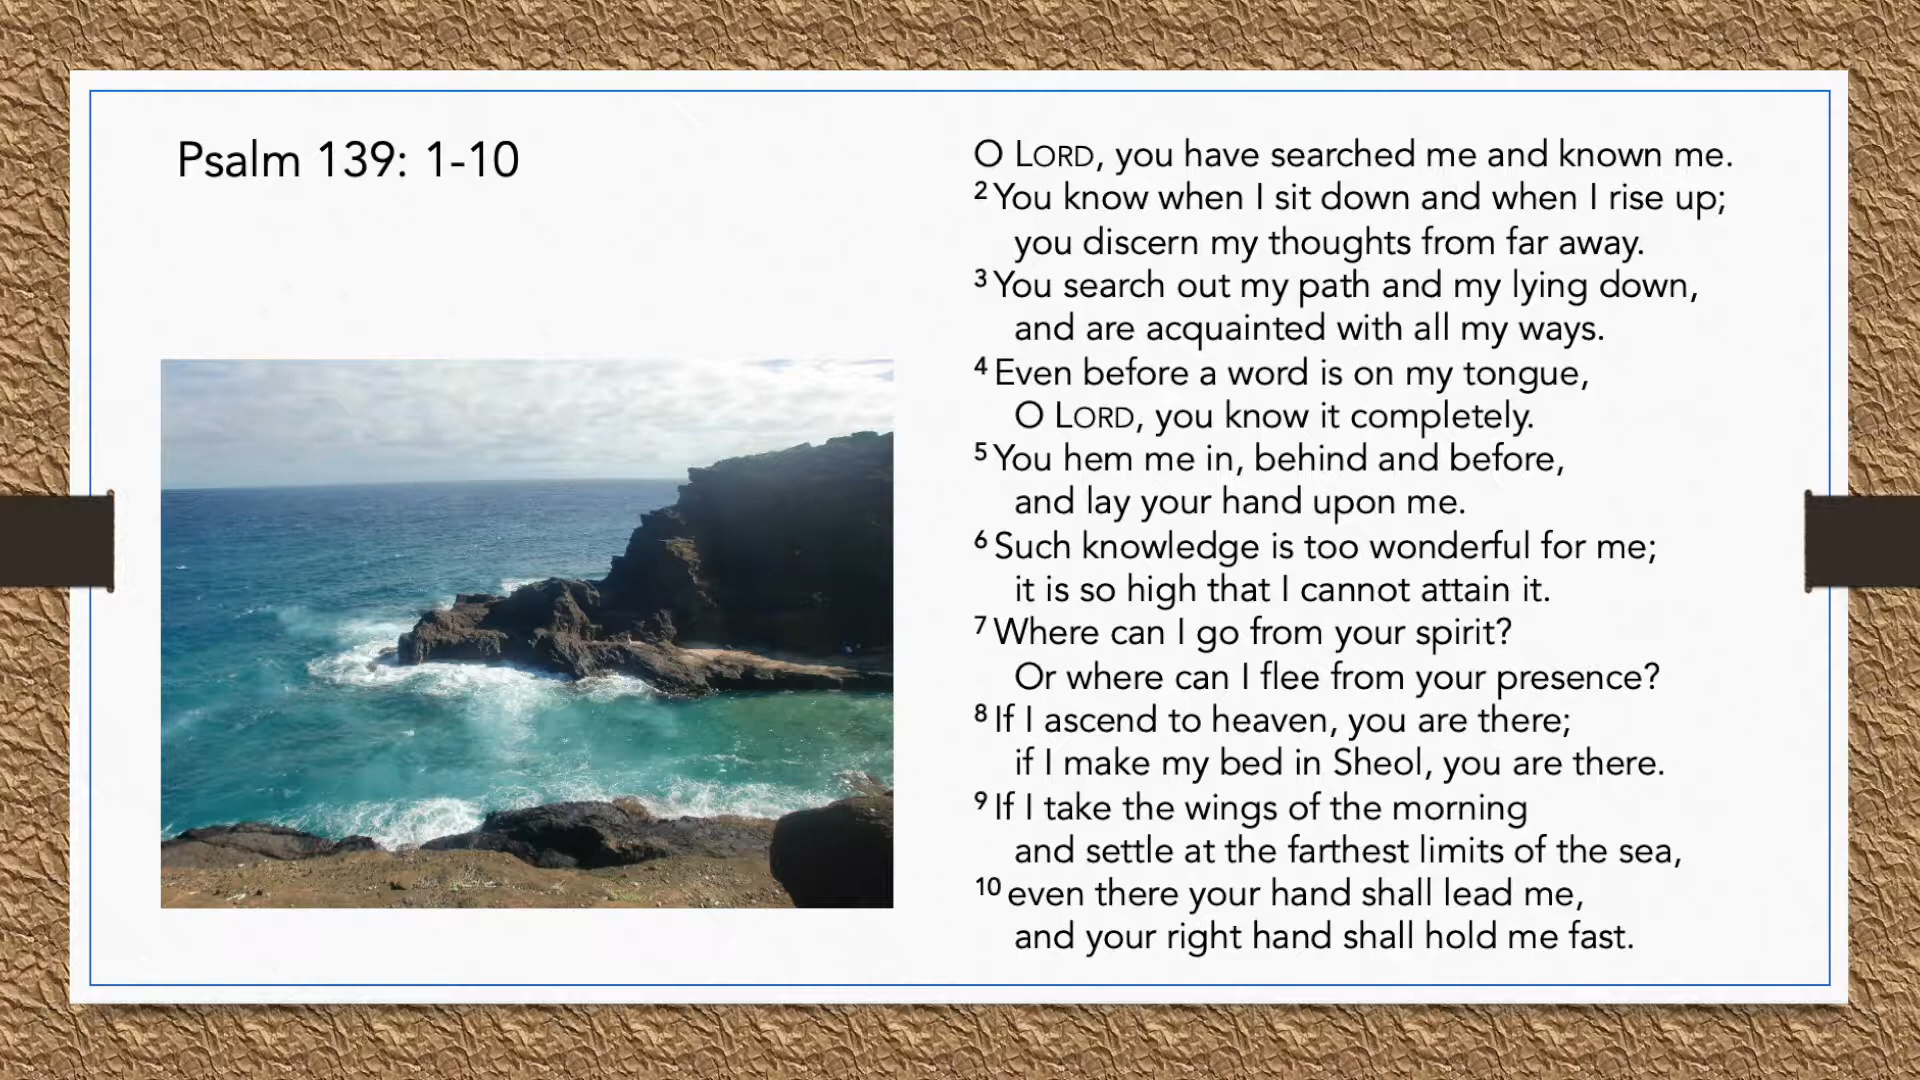 Psalm 139: 1-10
O LORD, you have searched me and known me.
2 You know when I sit down and when I rise up;
you discern my thoughts from far away.
3 You search out my path and my lying down,
and are acquainted with all my ways.
4 Even before a word is on my tongue,
O LORD, you know it completely.
5 You hem me in, behind and before,
and lay your hand upon me.
6 Such knowledge is too wonderful for me;
it is so high that I cannot attain it.
7 Where can I go from your spirit?
Or where can I flee from your presence?
8 If I ascend to heaven, you are there;
if I make my bed in Sheol, you are there.
9 If I take the wings of the morning
and settle at the farthest limits of the sea,
10 even there your hand shall lead me,
and your right hand shall hold me fast.